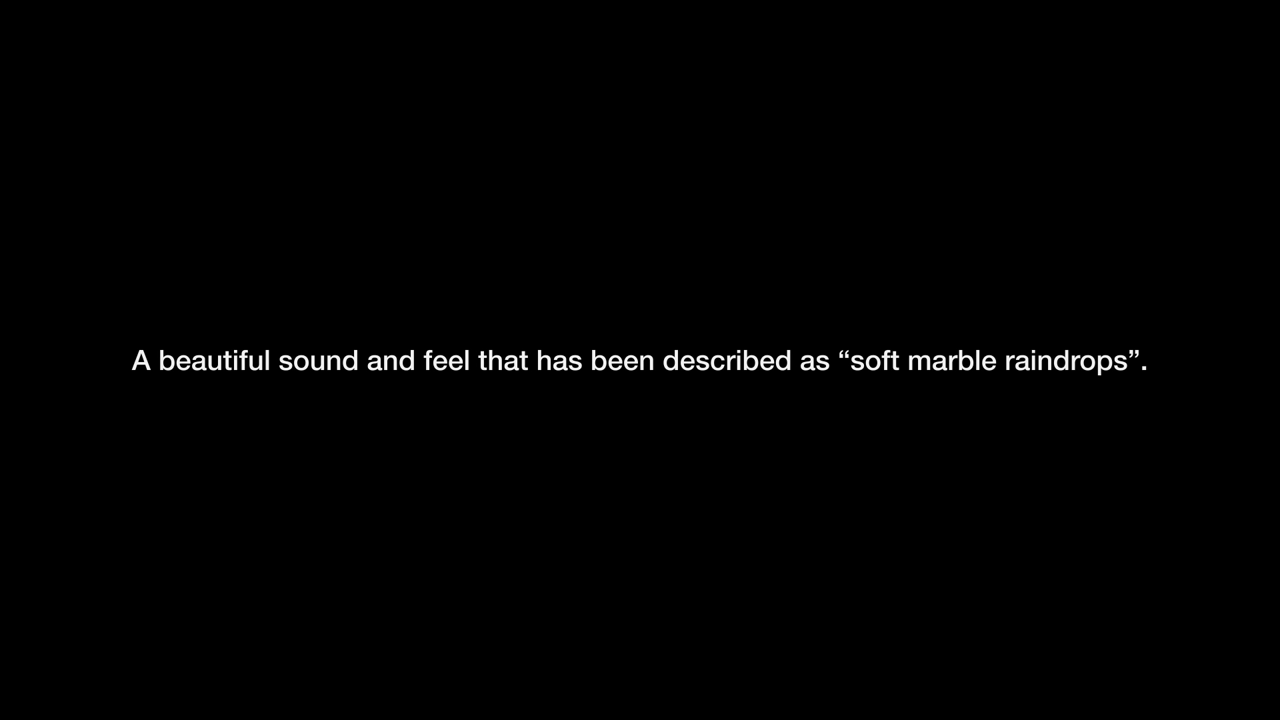 A beautiful sound and feel that has been described as “soft marble raindrops”.